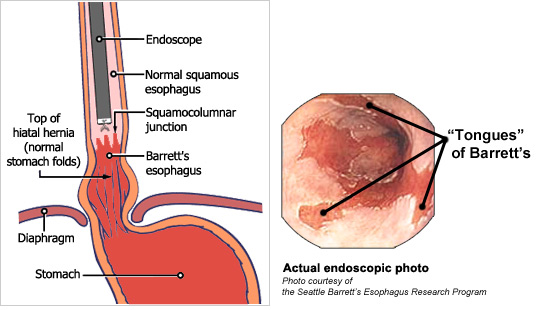 Endoscope
Normal squamous
esophagus
Squamocolumnar
junction
Top of
hiatal hernia
(normal
stomach folds)
Barrett's
esophagus
Diaphragm
Stomach
“Tongues”
of Barrett’s
Actual endoscopic photo
Photo courtesy of
the Seattle Barrett’s Esophagus Research Program